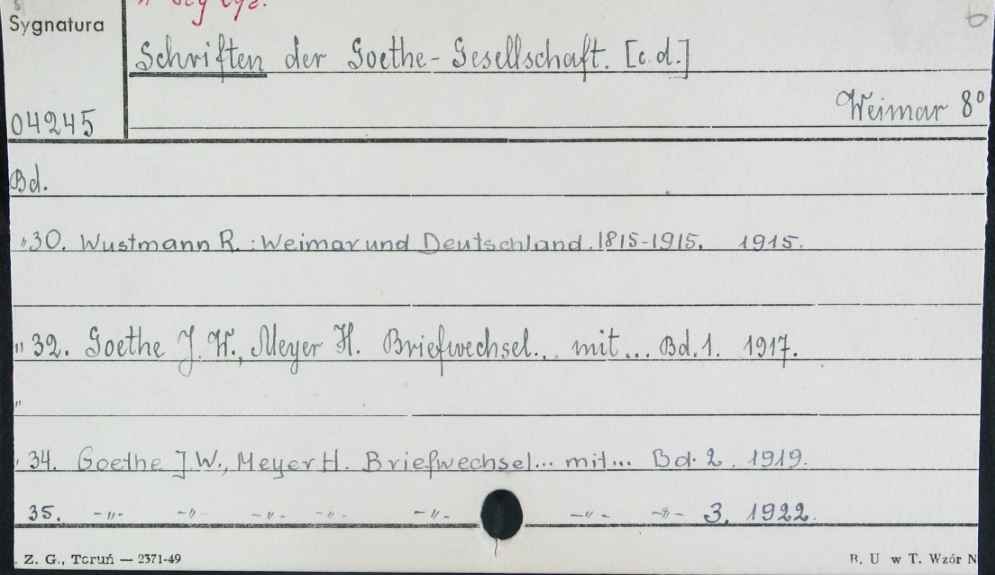 Sygnatura
Schriften der Goethe-Gesellschaft. [c.d.]
04245
Weimar 8°
Bd.
"30. Wustmann R.: Weimar und Deutschland. 1815-1915. 1915.
"32. Goethe J. W., Meyer H. Briefwechsel... mit... Bd. 1. 1917.
"
34. Goethe J. W., Meyer H. Briefwechsel... mit... Bd. 2. 1919.
35. -"- -"- -"- -"- -"- -"- -"- 3. 1922.
Z. G., Toruń — 2371-49
B. U w T. Wzór N